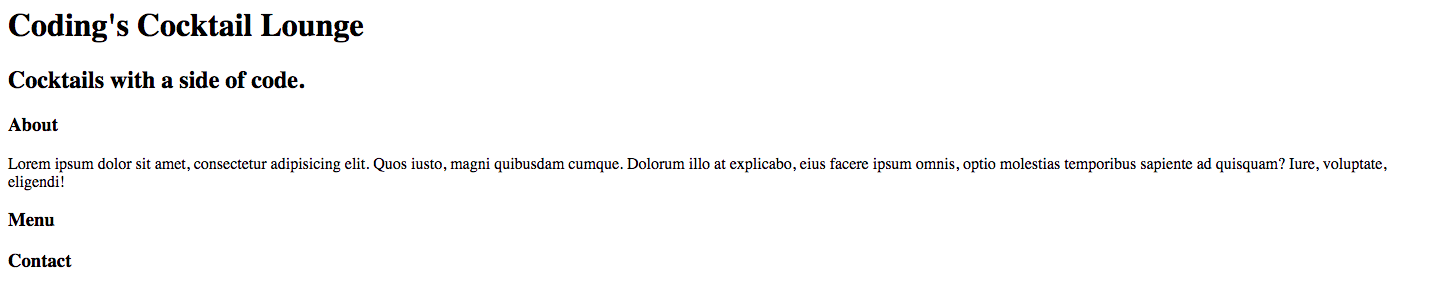 Coding's Cocktail Lounge
Cocktails with a side of code.
About
Lorem ipsum dolor sit amet, consectetur adipisicing elit. Quos iusto, magni quibusdam cumque. Dolorum illo at explicabo, eius facere ipsum omnis, optio molestias temporibus sapiente ad quisquam? Iure, voluptate,
eligendi!
Menu
Contact